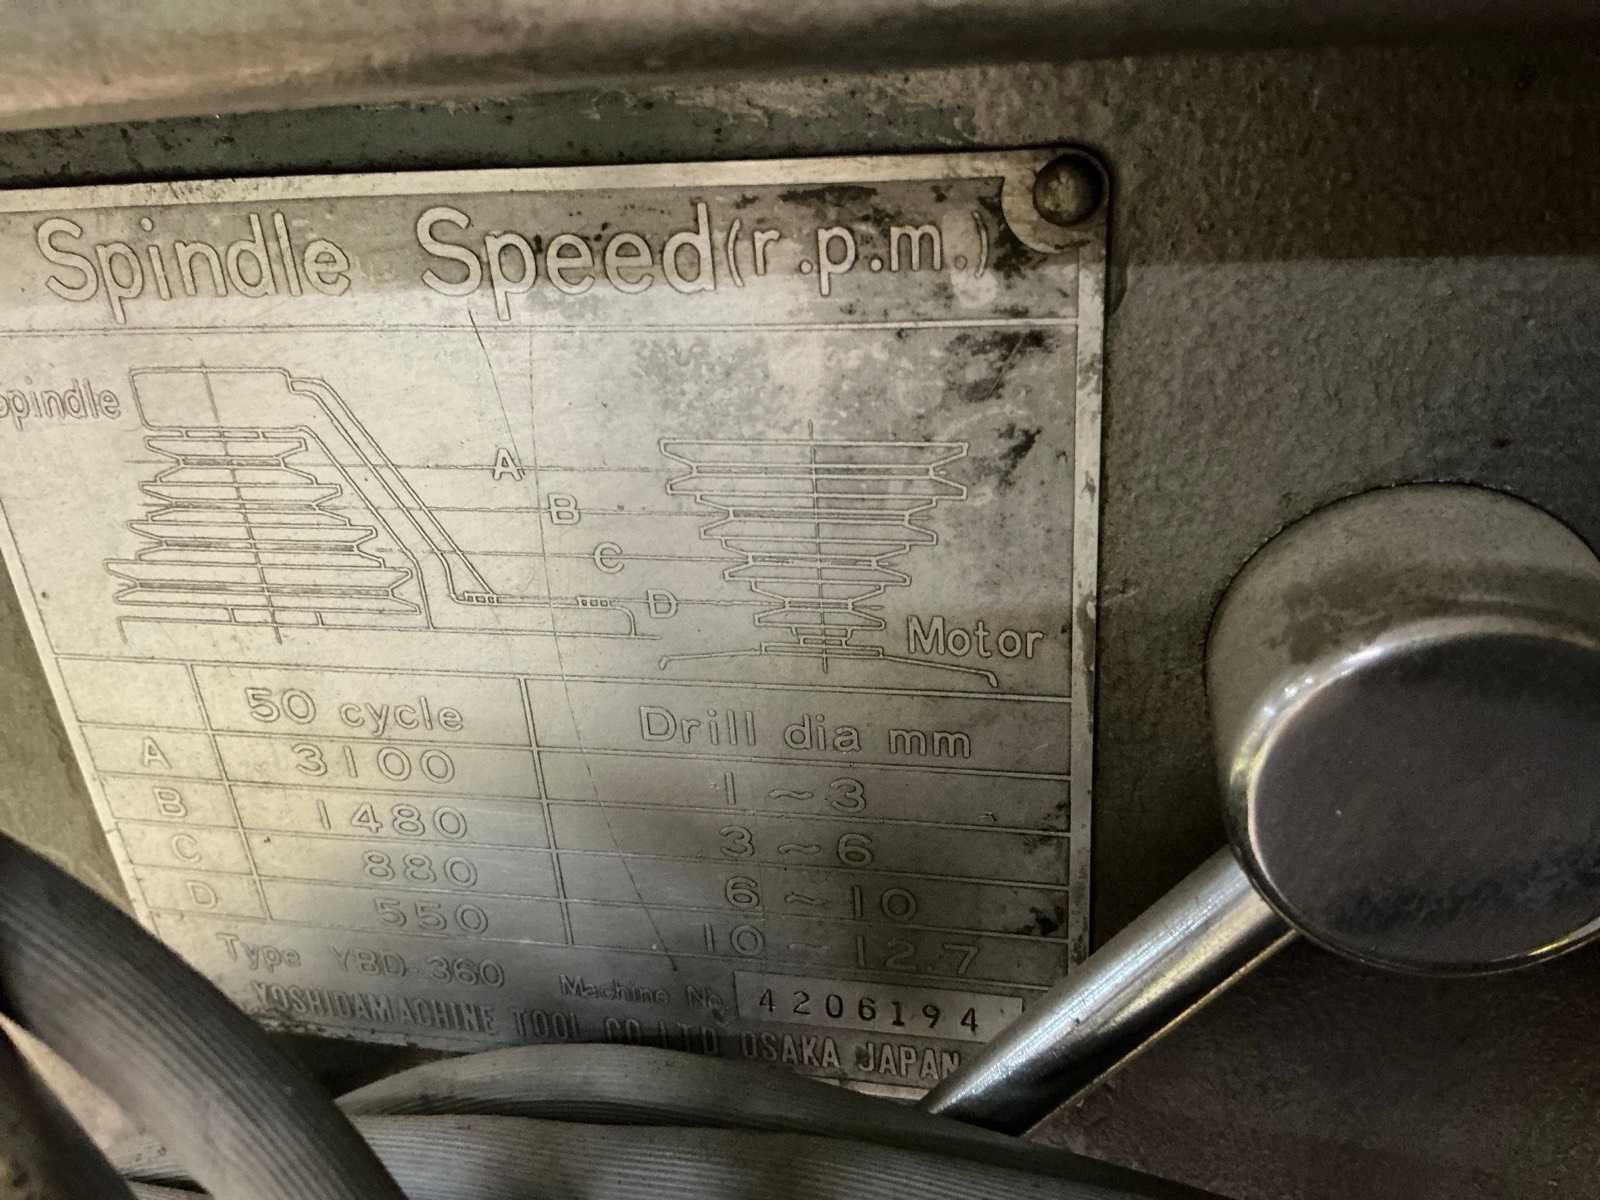 Spindle Speed (r.p.m.)
Spindle
A
B
C
D
Motor
50 cycle Drill dia mm
A 3100 1 ~ 3
B 1480 3 ~ 6
C 880 6 ~ 10
D 550 10 ~ 12.7
Type YBD-360 Machine No. 4206194
YOSHIDA MACHINE TOOL CO. LTD OSAKA JAPAN